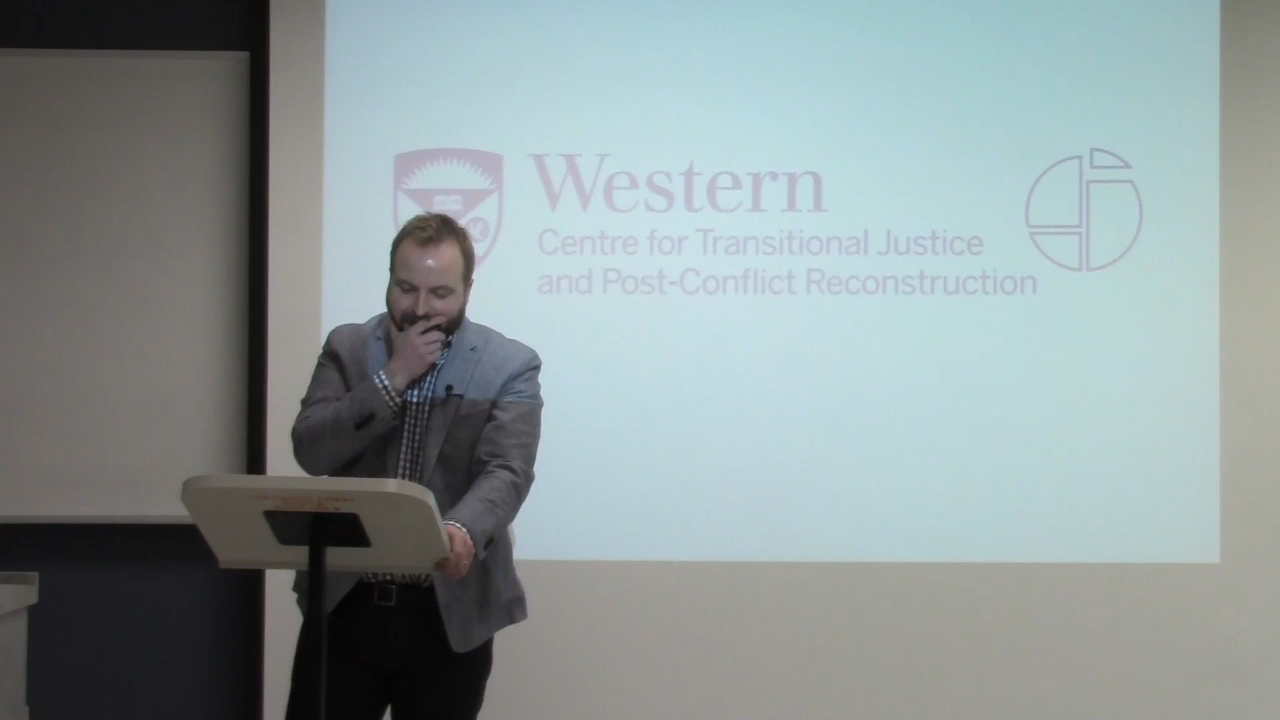 Western
Centre for Transitional Justice
and Post-Conflict Reconstruction